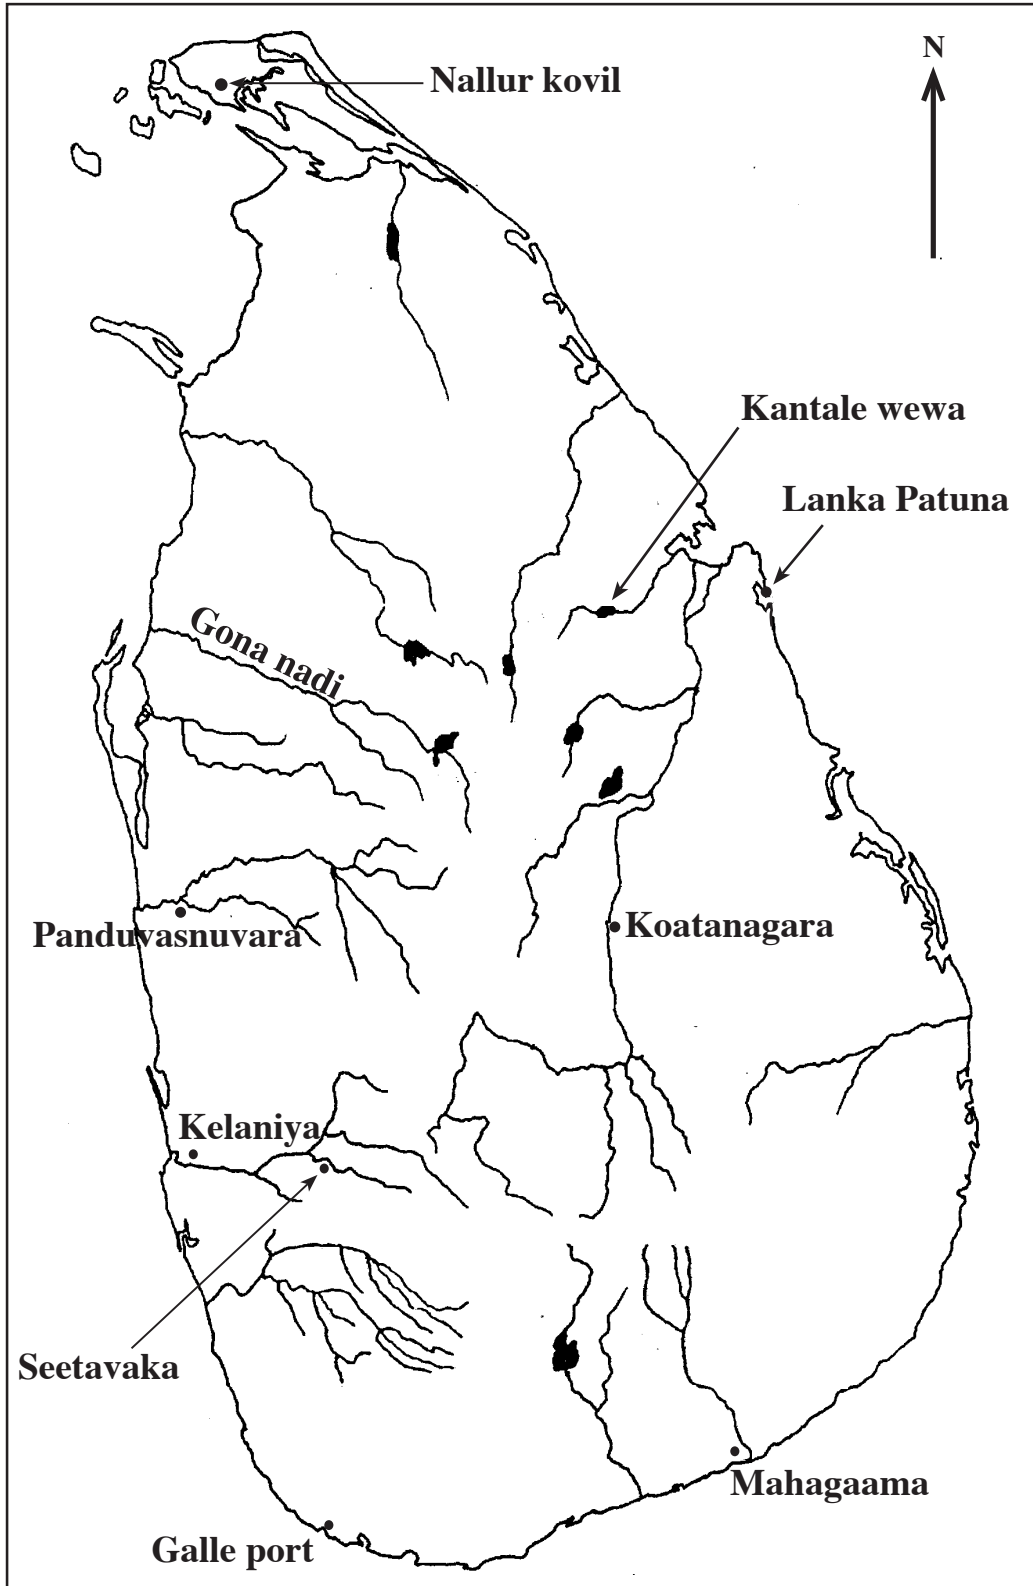 N
Nallur kovil
Kantale wewa
Lanka Patuna
Gona nadi
Panduvasnuvara
Koatanagara
Kelaniya
Seetavaka
Mahagaama
Galle port